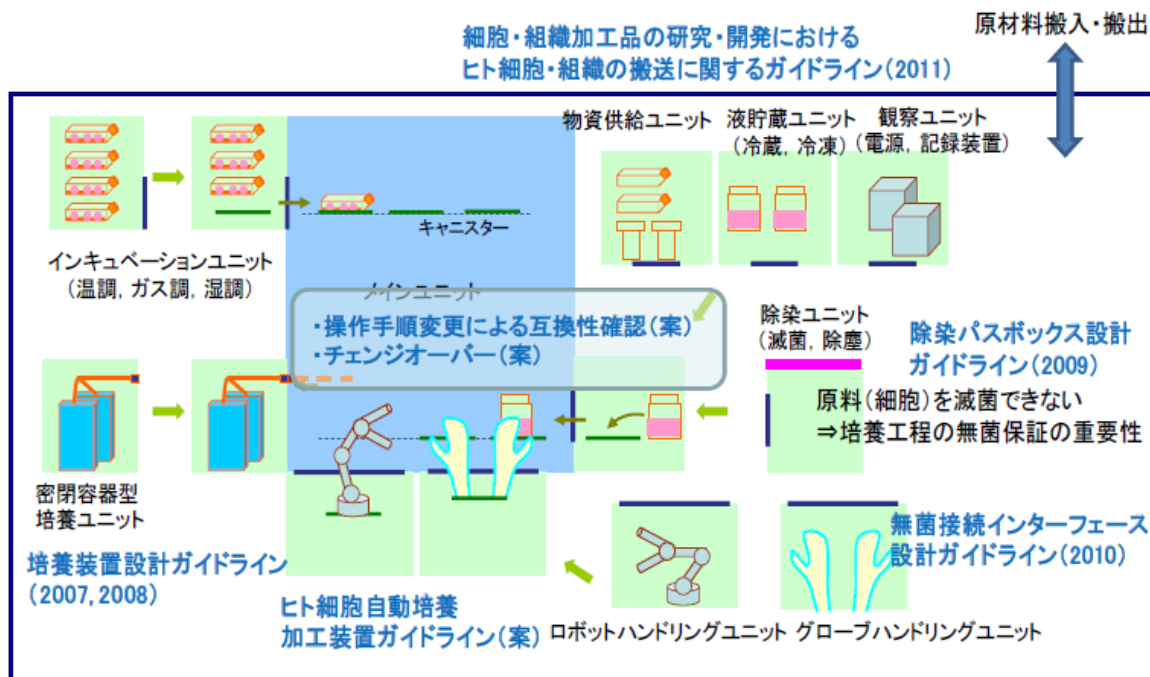 細胞・組織加工品の研究・開発における
ヒト細胞・組織の搬送に関するガイドライン(2011)
原材料搬入・搬出
物資供給ユニット
液貯蔵ユニット
(冷蔵, 冷凍)
観察ユニット
(電源, 記録装置)
キャニスター
インキュベーションユニット
(温調, ガス調, 湿調)
メインユニット
・操作手順変更による互換性確認(案)
・チェンジオーバー(案)
除染ユニット
(滅菌, 除塵)
除染パスボックス設計
ガイドライン(2009)
原料(細胞)を滅菌できない
⇒培養工程の無菌保証の重要性
密閉容器型
培養ユニット
培養装置設計ガイドライン
(2007, 2008)
ヒト細胞自動培養
加工装置ガイドライン(案)
無菌接続インターフェース
設計ガイドライン(2010)
ロボットハンドリングユニット
グローブハンドリングユニット